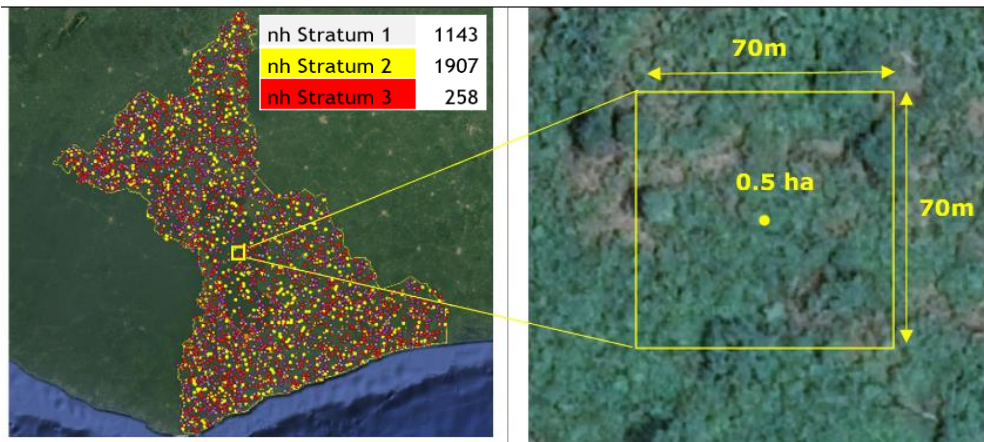 nh Stratum 1 1143
nh Stratum 2 1907
nh Stratum 3 258
70m
0.5 ha
70m